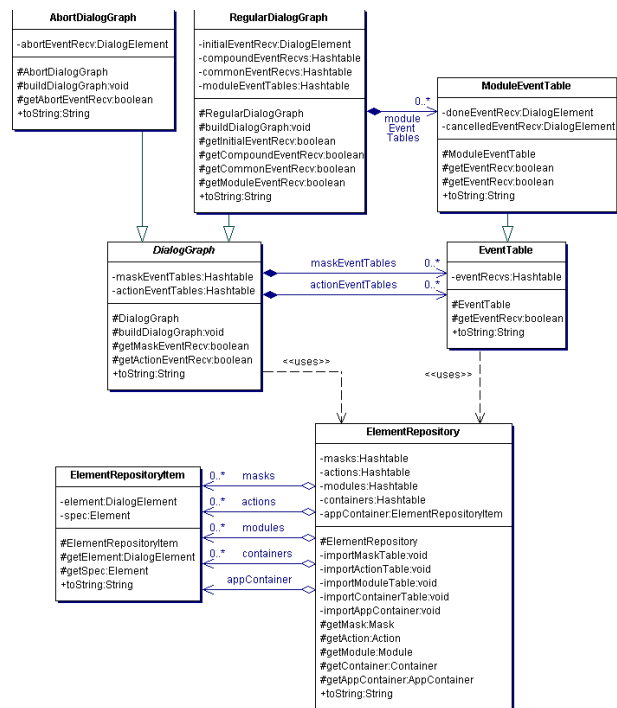 AbortDialogGraph
-abortEventRecv:DialogElement
#AbortDialogGraph
#buildDialogGraph:void
#getAbortEventRecv:boolean
+toString:String
RegularDialogGraph
-initialEventRecv:DialogElement
-compoundEventRecvs:Hashtable
-commonEventRecvs:Hashtable
-moduleEventTables:Hashtable
#RegularDialogGraph
#buildDialogGraph:void
#getInitialEventRecv:boolean
#getCompoundEventRecv:boolean
#getCommonEventRecv:boolean
#getModuleEventRecv:boolean
+toString:String
0..*
module
Event
Tables
ModuleEventTable
-doneEventRecv:DialogElement
-cancelledEventRecv:DialogElement
#ModuleEventTable
#getEventRecv:boolean
#getEventRecv:boolean
+toString:String
DialogGraph
-maskEventTables:Hashtable
-actionEventTables:Hashtable
#DialogGraph
#buildDialogGraph:void
#getMaskEventRecv:boolean
#getActionEventRecv:boolean
+toString:String
maskEventTables 0..*
actionEventTables 0..*
EventTable
-eventRecvs:Hashtable
#EventTable
#getEventRecv:boolean
+toString:String
<<uses>>
<<uses>>
ElementRepository
-masks:Hashtable
-actions:Hashtable
-modules:Hashtable
-containers:Hashtable
-appContainer:ElementRepositoryItem
#ElementRepository
-importMaskTable:void
-importActionTable:void
-importModuleTable:void
-importContainerTable:void
-importAppContainer:void
#getMask:Mask
#getAction:Action
#getModule:Module
#getContainer:Container
#getAppContainer:AppContainer
+toString:String
ElementRepositoryItem
-element:DialogElement
-spec:Element
#ElementRepositoryItem
#getElement:DialogElement
#getSpec:Element
+toString:String
0..* masks
0..* actions
0..* modules
0..* containers
appContainer